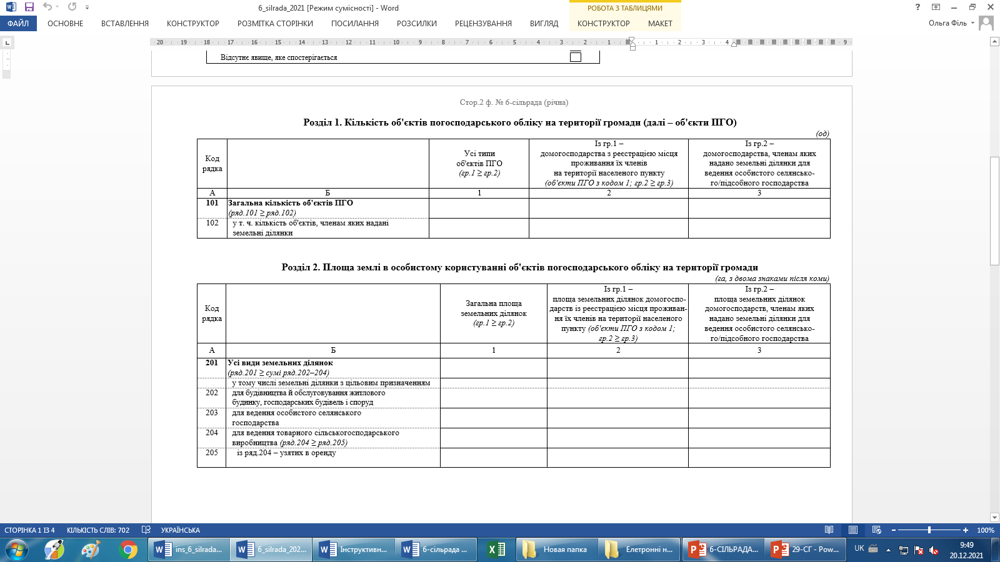 6_silrada_2021 [Режим сумісності] - Word
РОБОТА З ТАБЛИЦЯМИ
ФАЙЛ ОСНОВНЕ ВСТАВЛЕННЯ КОНСТРУКТОР РОЗМІТКА СТОРІНКИ ПОСИЛАННЯ РОЗСИЛКИ РЕЦЕНЗУВАННЯ ВИГЛЯД КОНСТРУКТОР МАКЕТ
Ольга Філь
20 19 18 17 16 15 14 13 12 11 10 9 8 7 6 5 4 3 2 1 1 2 3 4 9
Відсутнє явище, яке спостерігається
Стор.2 ф. № 6-сільрада (річна)
Розділ 1. Кількість об'єктів погосподарського обліку на території громади (далі – об'єкти ПГО)
(од)
Код
рядка
Усі типи
об'єктів ПГО
(гр.1 ≥ гр.2)
Із гр.1 –
домогосподарства з реєстрацією місця
проживання їх членів
на території населеного пункту
(об'єкти ПГО з кодом 1; гр.2 ≥ гр.3)
Із гр.2 –
домогосподарства, членам яких
надано земельні ділянки для
ведення особистого селянсько-
го/підсобного господарства
А Б 1 2 3
101 Загальна кількість об'єктів ПГО
(ряд.101 ≥ ряд.102)
102 у т. ч. кількість об'єктів, членам яких надані
земельні ділянки
Розділ 2. Площа землі в особистому користуванні об'єктів погосподарського обліку на території громади
(га, з двома знаками після коми)
Код
рядка
Загальна площа
земельних ділянок
(гр.1 ≥ гр.2)
Із гр.1 –
площа земельних ділянок домогоспо-
дарств із реєстрацією місця проживан-
ня їх членів на території населеного
пункту (об'єкти ПГО з кодом 1;
гр.2 ≥ гр.3)
Із гр.2 –
площа земельних ділянок
домогосподарств, членам яких
надано земельні ділянки для
ведення особистого селянсько-
го/підсобного господарства
А Б 1 2 3
201 Усі види земельних ділянок
(ряд.201 ≥ сумі ряд.202–204)
у тому числі земельні ділянки з цільовим призначенням
202 для будівництва й обслуговування житлового
будинку, господарських будівель і споруд
203 для ведення особистого селянського
господарства
204 для ведення товарного сільськогосподарського
виробництва (ряд.204 ≥ ряд.205)
205 із ряд.204 – узятих в оренду
СТОРІНКА 1 ІЗ 4 КІЛЬКІСТЬ СЛІВ: 702 УКРАЇНСЬКА 100%
ins_6_silrada... 6_silrada_202... Інструктивн... 6-сільрада ... Нова папка Елетронні н... 6-СІЛЬРАДА... 29-СГ - Pow... UK 9:49
20.12.2021